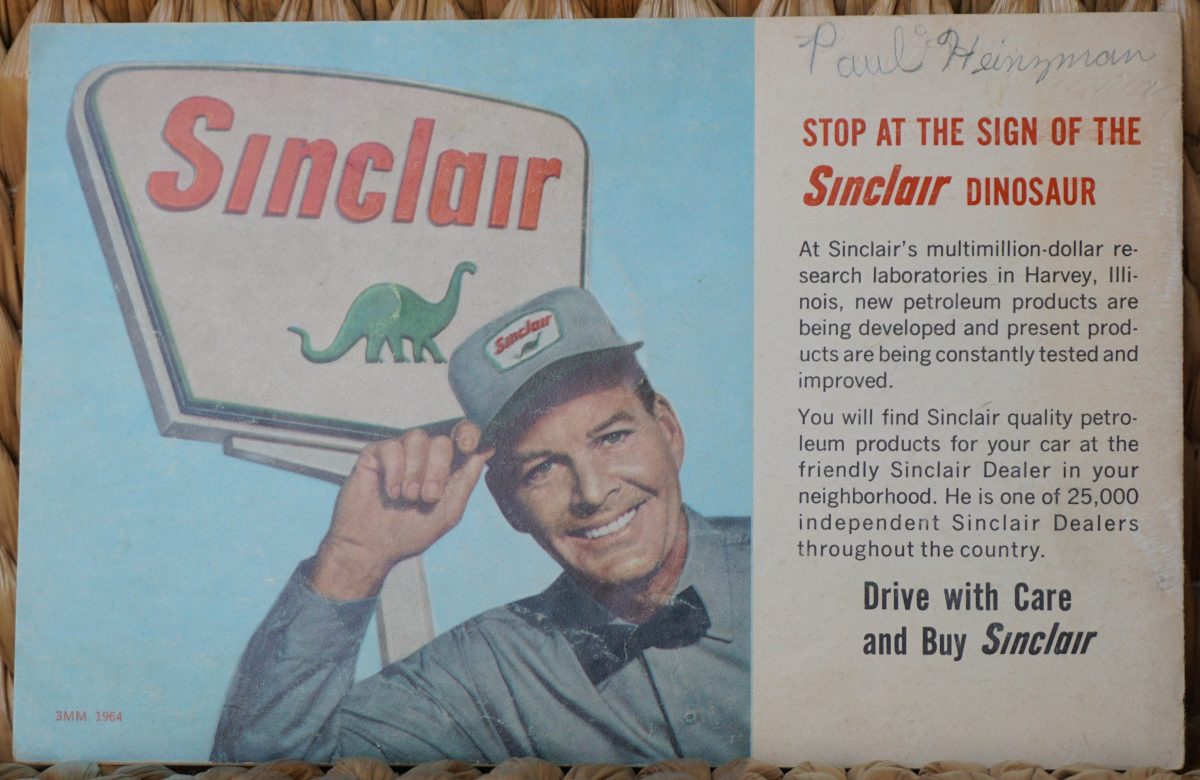 Sinclair
Sinclair
3MM 1964
Paul Heinzman
STOP AT THE SIGN OF THE
Sinclair DINOSAUR
At Sinclair's multimillion-dollar re-
search laboratories in Harvey, Illi-
nois, new petroleum products are
being developed and present prod-
ucts are being constantly tested and
improved.
You will find Sinclair quality petro-
leum products for your car at the
friendly Sinclair Dealer in your
neighborhood. He is one of 25,000
independent Sinclair Dealers
throughout the country.
Drive with Care
and Buy Sinclair